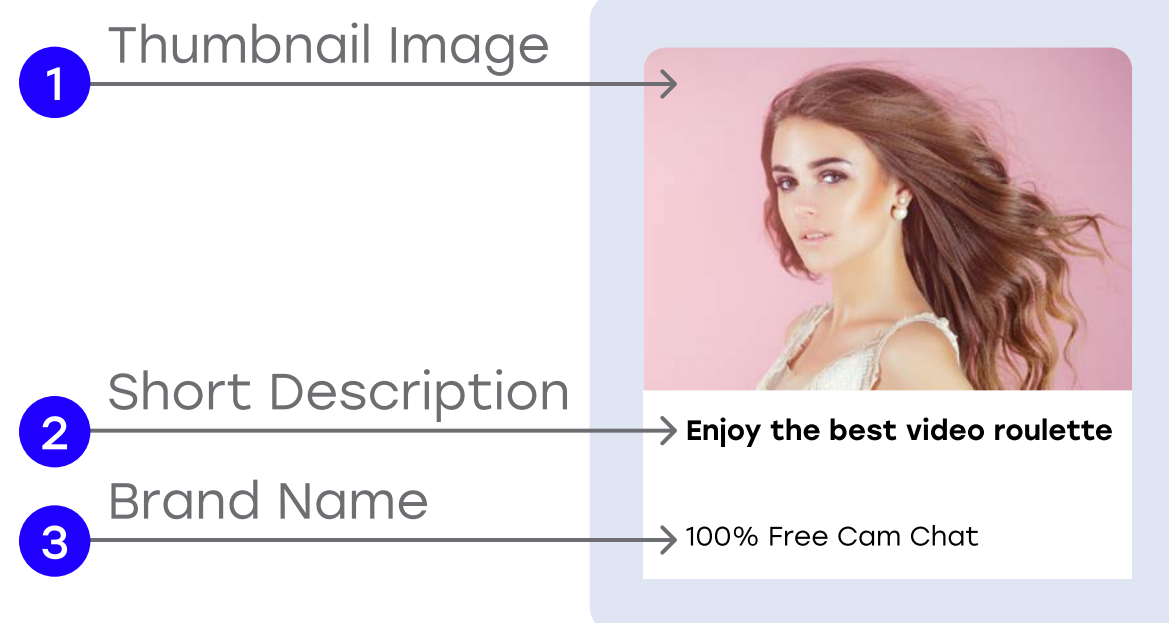 Thumbnail Image
1
Short Description
2
Enjoy the best video roulette
Brand Name
3
100% Free Cam Chat